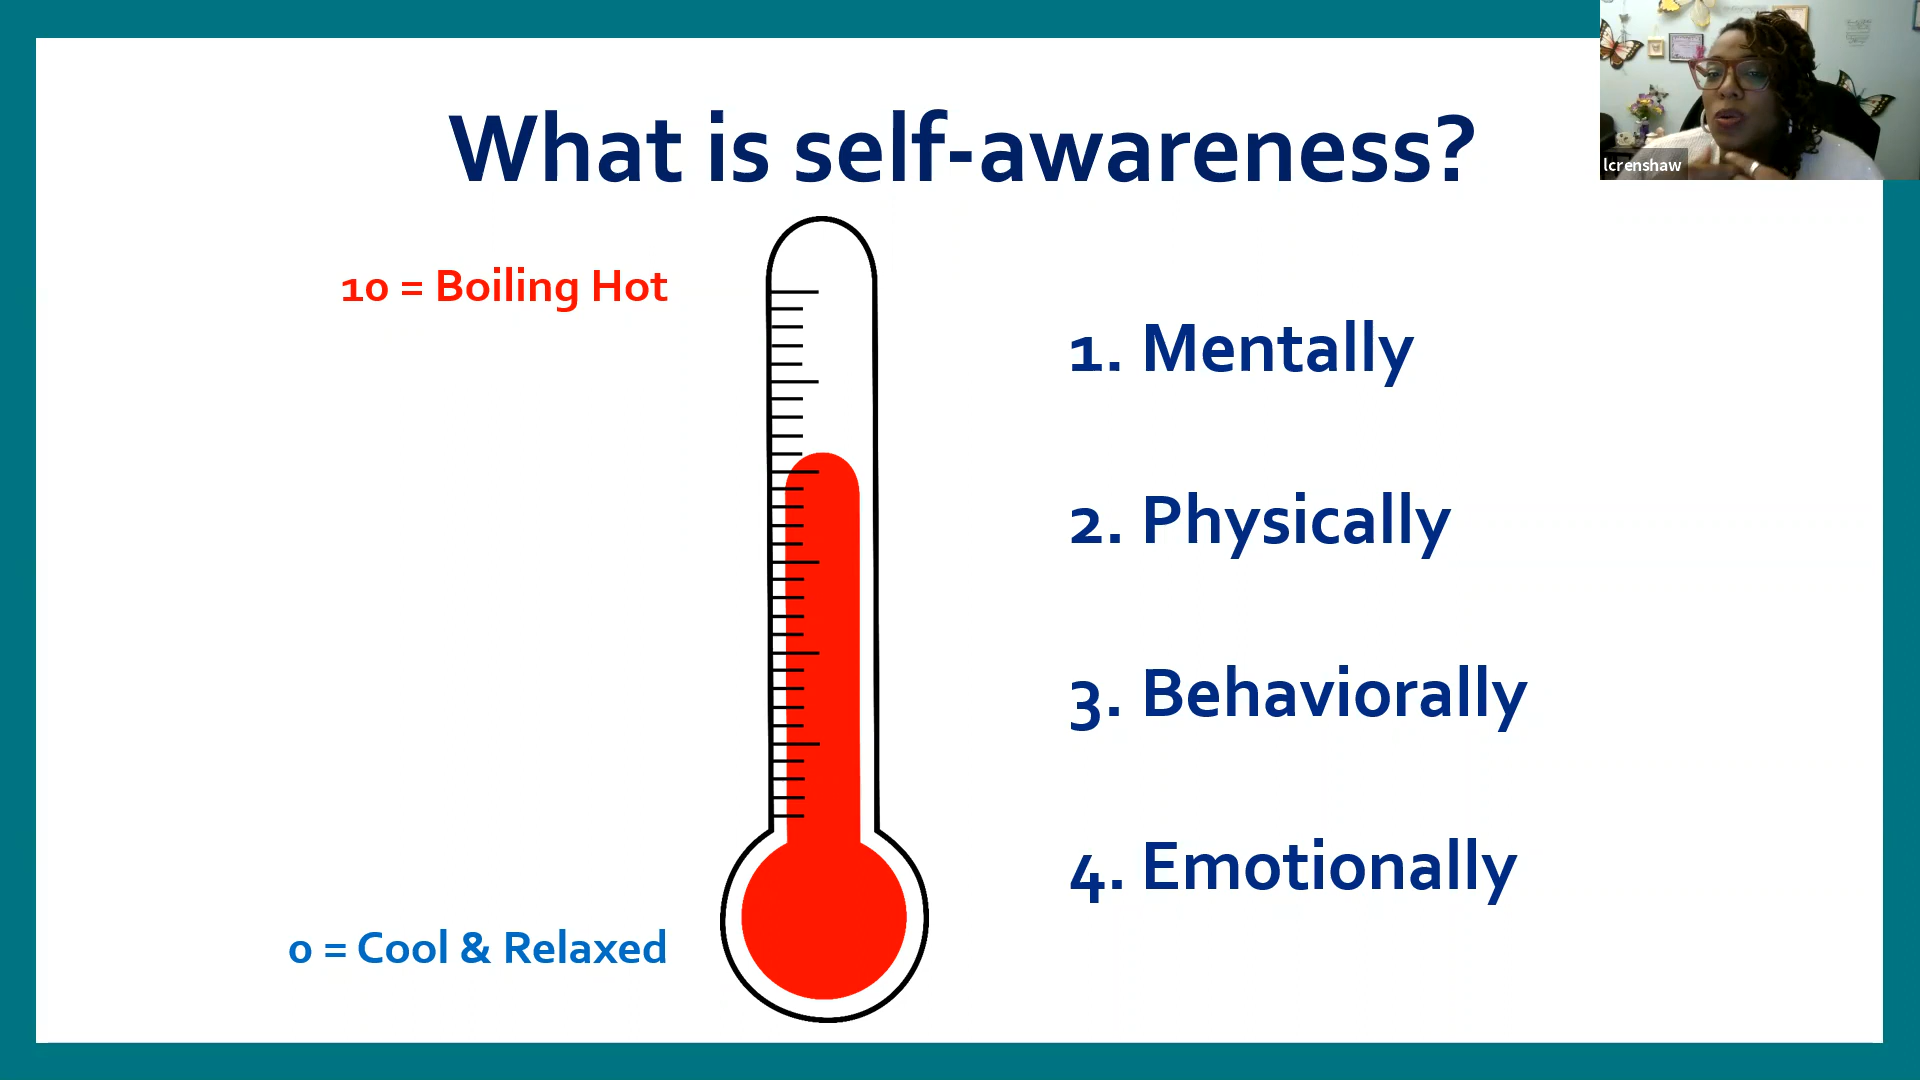 What is self-awareness?
lcrenshaw
10 = Boiling Hot
1. Mentally
2. Physically
3. Behaviorally
4. Emotionally
0 = Cool & Relaxed